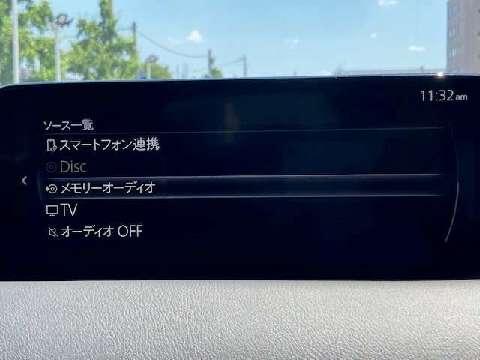 11:32am
ソース一覧
スマートフォン連携
Disc
メモリーオーディオ
TV
オーディオ OFF